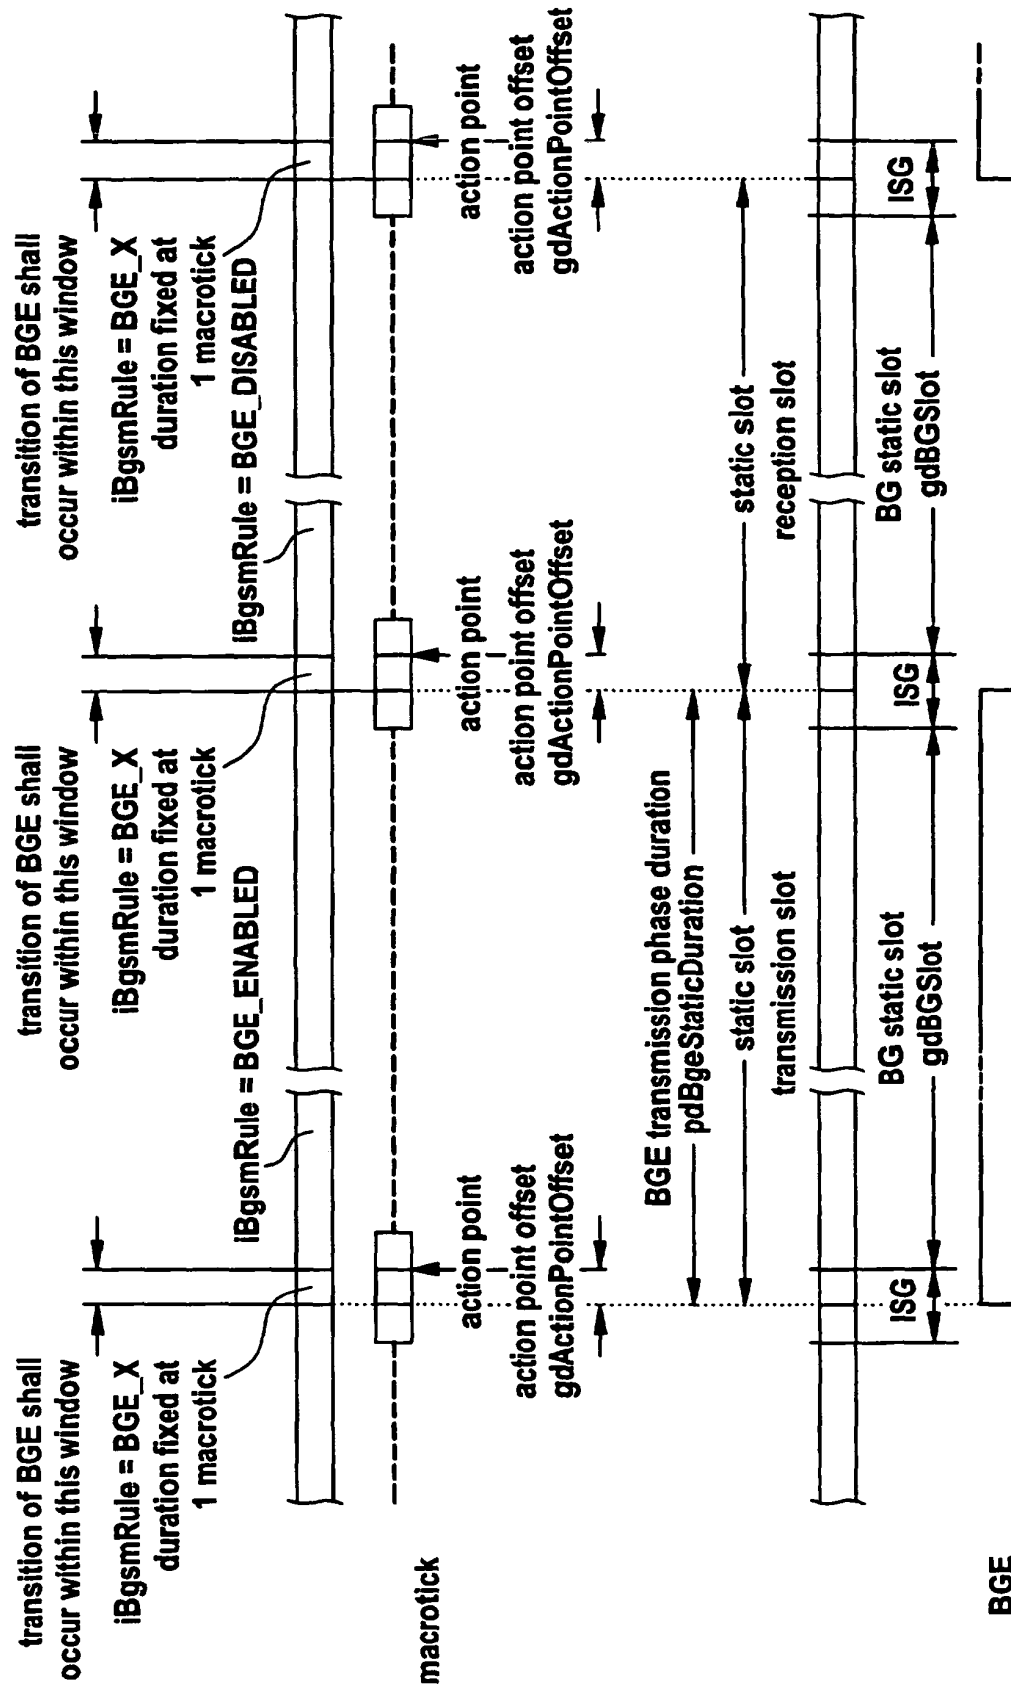 transition of BGE shall
occur within this window
iBgsmRule = BGE_X
duration fixed at
1 macrotick
transition of BGE shall
occur within this window
iBgsmRule = BGE_X
duration fixed at
1 macrotick
transition of BGE shall
occur within this window
iBgsmRule = BGE_X
duration fixed at
1 macrotick
iBgsmRule = BGE_ENABLED
iBgsmRule = BGE_DISABLED
macrotick
action point
action point offset
gdActionPointOffset
action point
action point offset
gdActionPointOffset
action point
action point offset
gdActionPointOffset
BGE transmission phase duration
pdBgeStaticDuration
static slot
transmission slot
static slot
reception slot
ISG
BG static slot
gdBGSlot
ISG
BG static slot
gdBGSlot
ISG
BGE